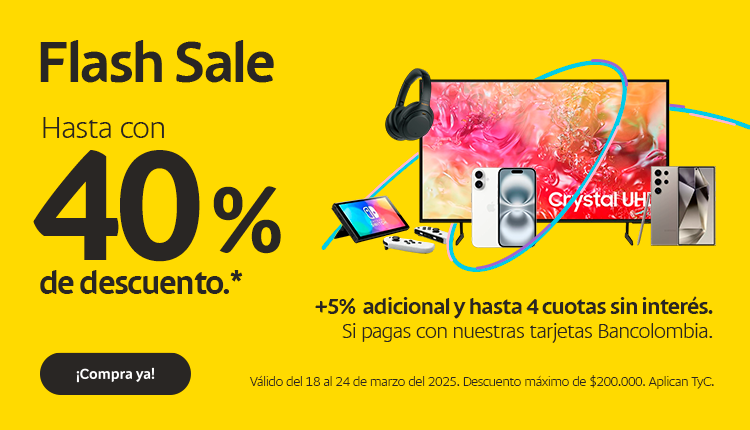 Flash Sale
Hasta con
40%
de descuento.*
Crystal UHD
+5% adicional y hasta 4 cuotas sin interés.
Si pagas con nuestras tarjetas Bancolombia.
¡Compra ya!
Válido del 18 al 24 de marzo del 2025. Descuento máximo de $200.000. Aplican TyC.